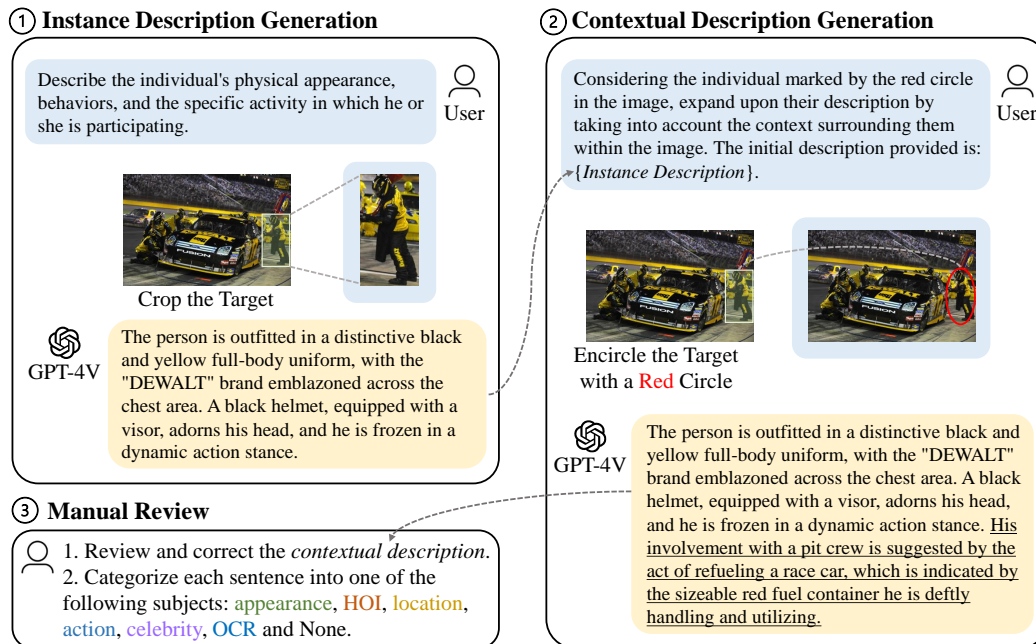 ① Instance Description Generation
Describe the individual's physical appearance,
behaviors, and the specific activity in which he or
she is participating.
User
FUSION
Crop the Target
GPT-4V
The person is outfitted in a distinctive black
and yellow full-body uniform, with the
"DEWALT" brand emblazoned across the
chest area. A black helmet, equipped with a
visor, adorns his head, and he is frozen in a
dynamic action stance.
② Contextual Description Generation
Considering the individual marked by the red circle
in the image, expand upon their description by
taking into account the context surrounding them
within the image. The initial description provided is:
{Instance Description}.
User
FUSION
FUSION
Encircle the Target
with a Red Circle
GPT-4V
The person is outfitted in a distinctive black and
yellow full-body uniform, with the "DEWALT"
brand emblazoned across the chest area. A black
helmet, equipped with a visor, adorns his head,
and he is frozen in a dynamic action stance. His
involvement with a pit crew is suggested by the
act of refueling a race car, which is indicated by
the sizeable red fuel container he is deftly
handling and utilizing.
③ Manual Review
1. Review and correct the contextual description.
2. Categorize each sentence into one of the
following subjects: appearance, HOI, location,
action, celebrity, OCR and None.